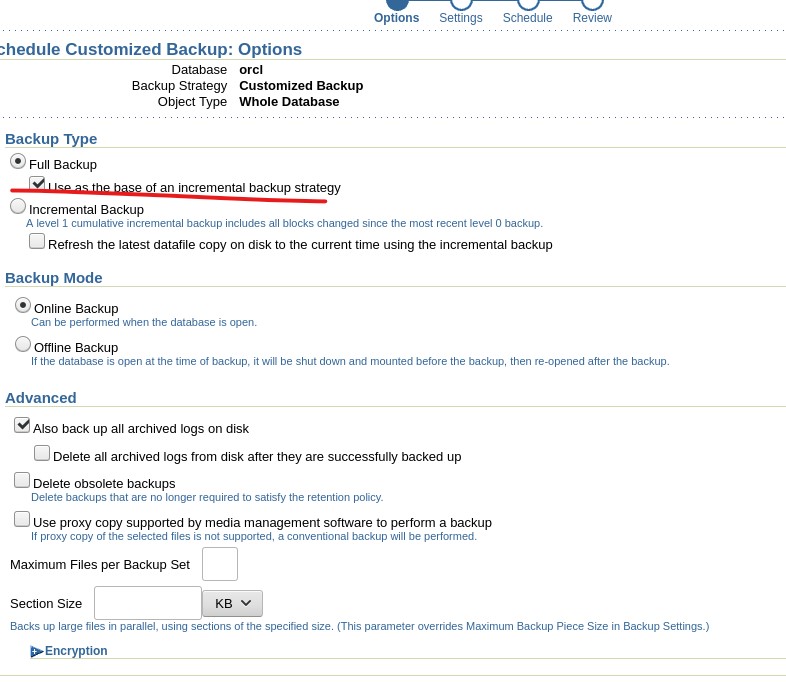 Options Settings Schedule Review
chedule Customized Backup: Options
Database orcl
Backup Strategy Customized Backup
Object Type Whole Database
Backup Type
Full Backup
Use as the base of an incremental backup strategy
Incremental Backup
A level 1 cumulative incremental backup includes all blocks changed since the most recent level 0 backup.
Refresh the latest datafile copy on disk to the current time using the incremental backup
Backup Mode
Online Backup
Can be performed when the database is open.
Offline Backup
If the database is open at the time of backup, it will be shut down and mounted before the backup, then re-opened after the backup.
Advanced
Also back up all archived logs on disk
Delete all archived logs from disk after they are successfully backed up
Delete obsolete backups
Delete backups that are no longer required to satisfy the retention policy.
Use proxy copy supported by media management software to perform a backup
If proxy copy of the selected files is not supported, a conventional backup will be performed.
Maximum Files per Backup Set
Section Size KB
Backs up large files in parallel, using sections of the specified size. (This parameter overrides Maximum Backup Piece Size in Backup Settings.)
Encryption